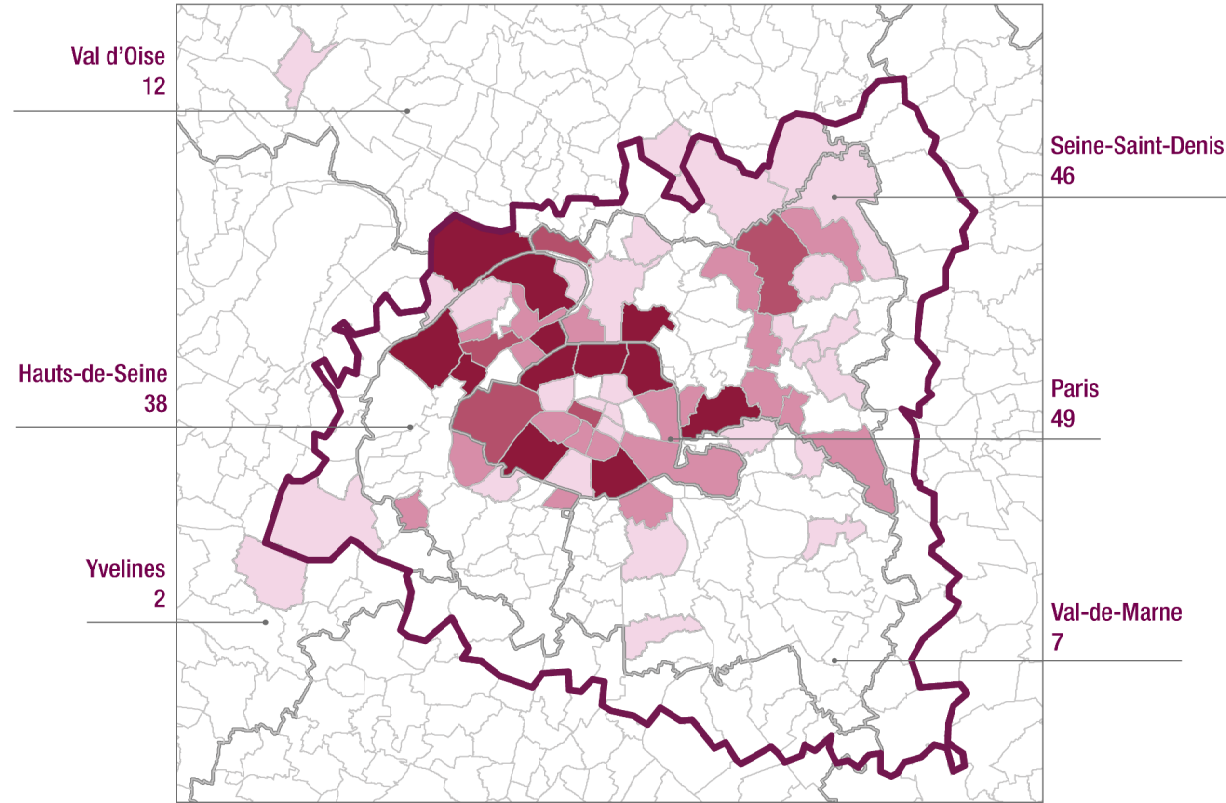 Val d'Oise
12
Seine-Saint-Denis
46
Hauts-de-Seine
38
Paris
49
Yvelines
2
Val-de-Marne
7